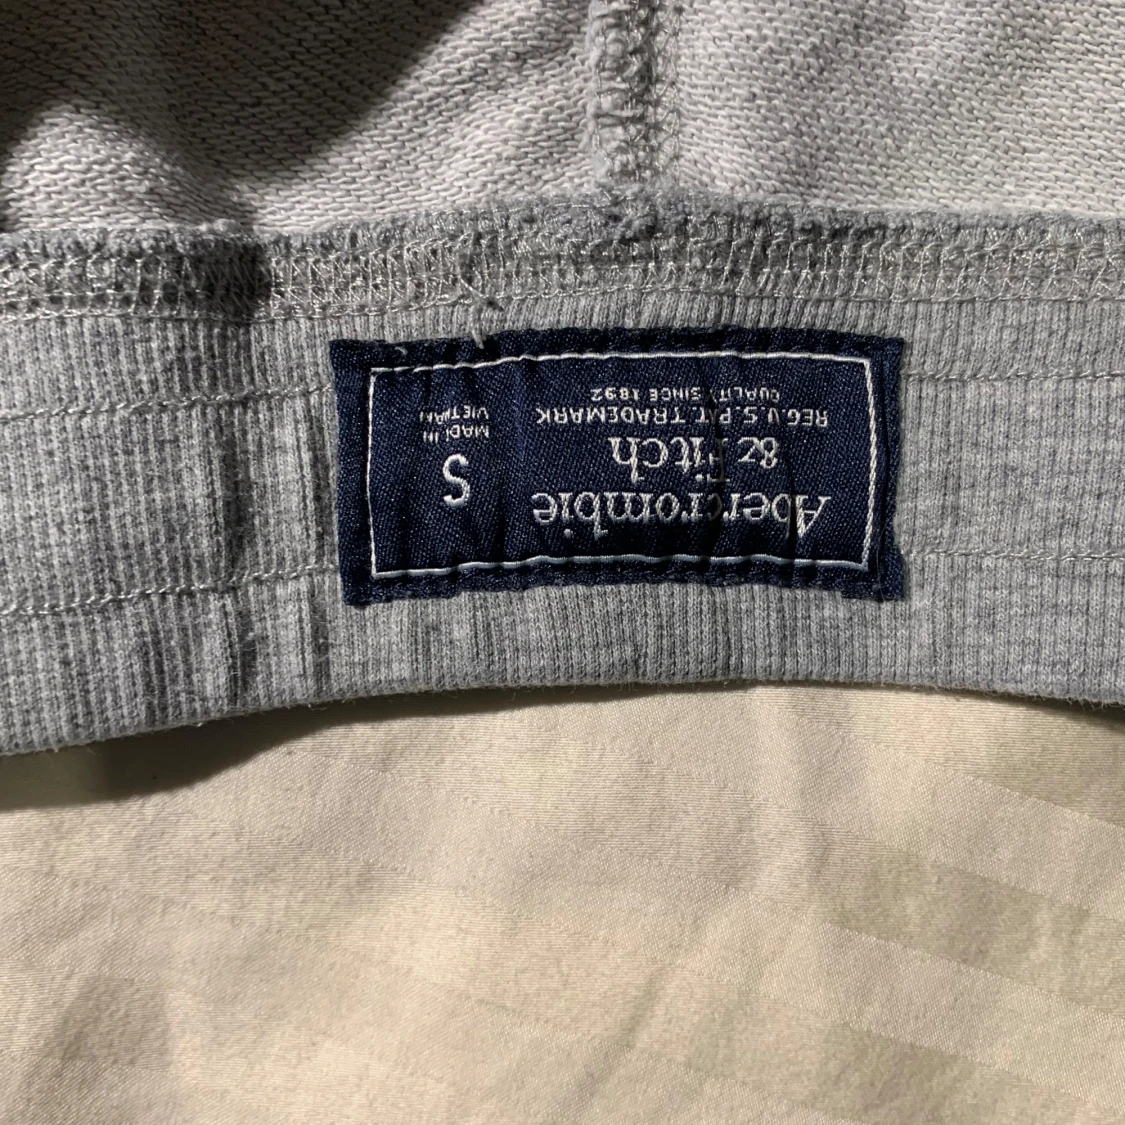 Abercrombie
& Fitch
REG. U.S. PAT. TRADEMARK
QUALITY SINCE 1892
S
MADE IN
VIETNAM